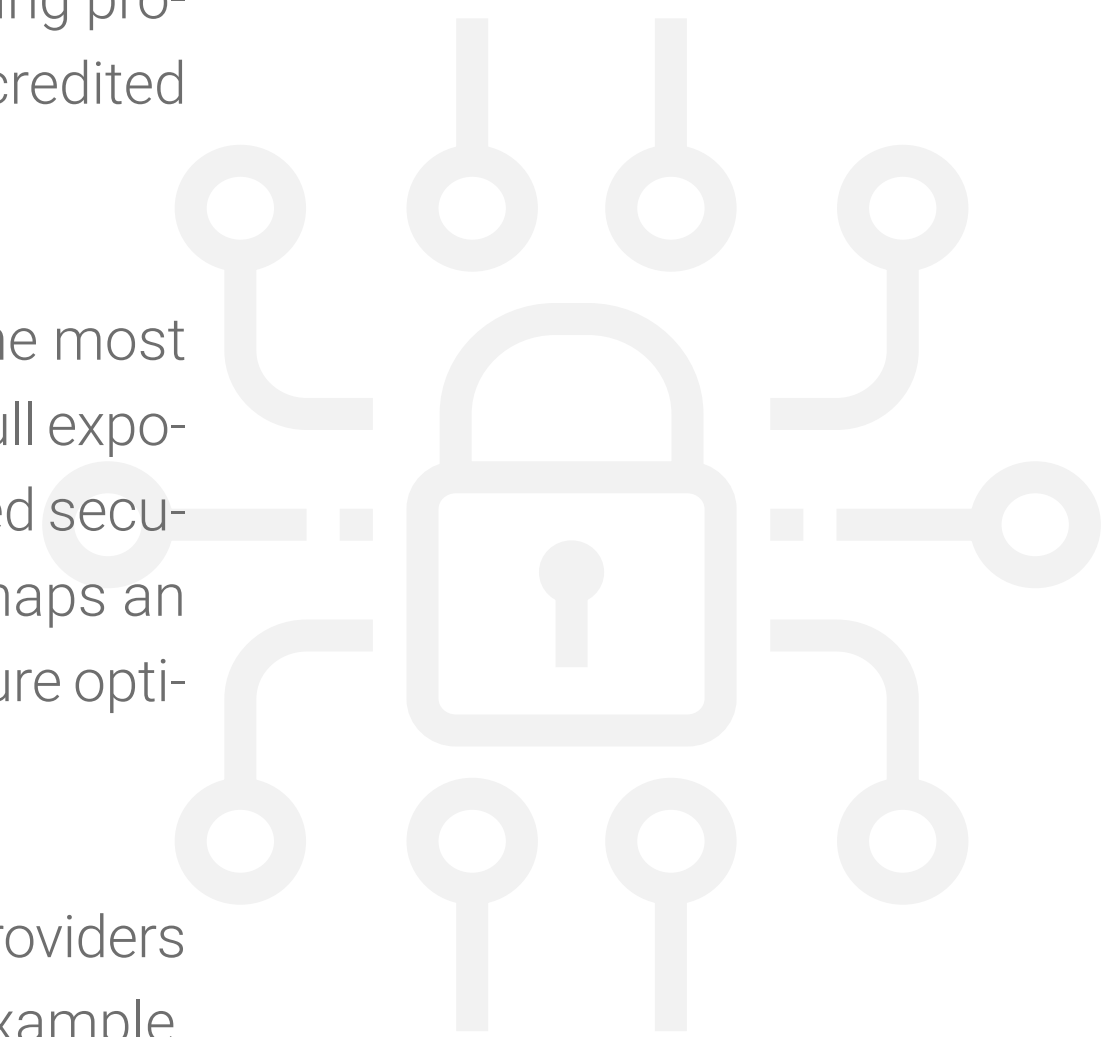 ing pro-
credited
he most
ull expo-
ed secu-
haps an
ure opti-
roviders
xample